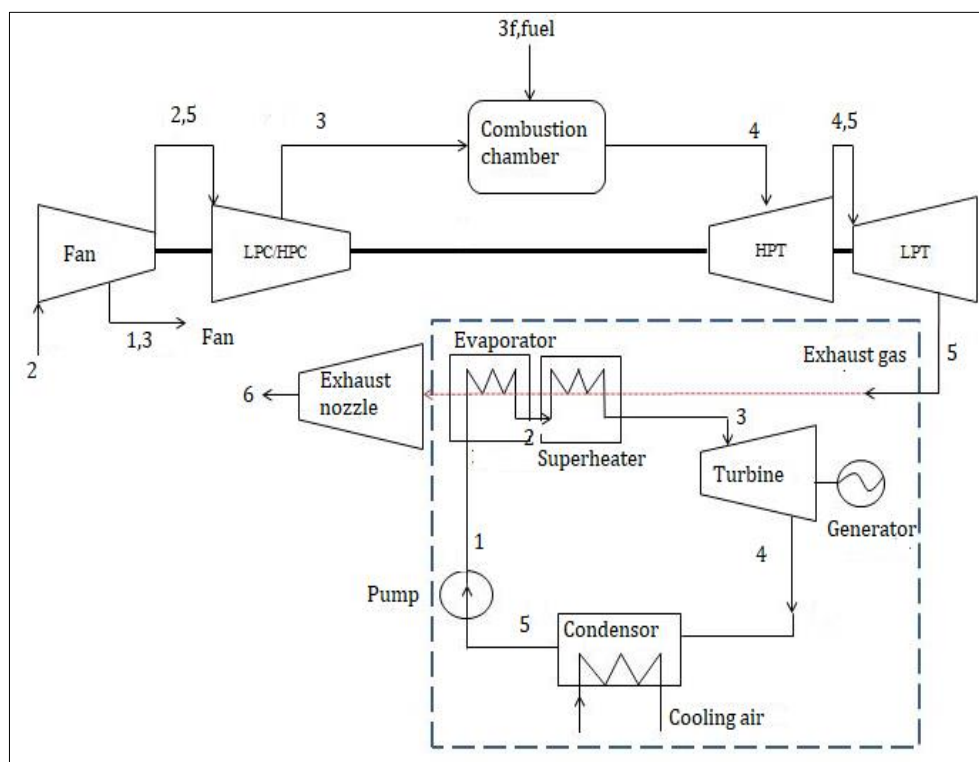 3f,fuel
2,5
3
Combustion
chamber
4
4,5
Fan
LPC/HPC
HPT
LPT
1,3
Fan
2
5
Evaporator
Exhaust gas
6
Exhaust
nozzle
2
3
Superheater
Turbine
Generator
1
4
Pump
5
Condensor
Cooling air